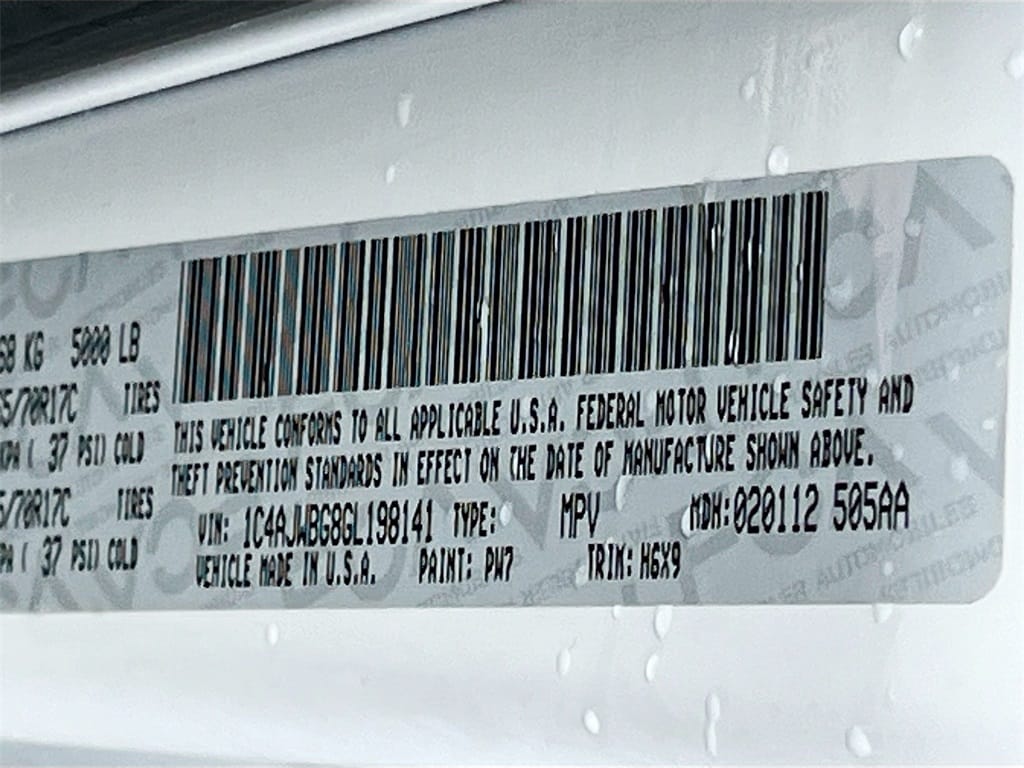 68 KG 5000 LB
5/70R17C TIRES
KPA ( 37 PSI) COLD
5/70R17C TIRES
PA ( 37 PSI) COLD
THIS VEHICLE CONFORMS TO ALL APPLICABLE U.S.A. FEDERAL MOTOR VEHICLE SAFETY AND
THEFT PREVENTION STANDARDS IN EFFECT ON THE DATE OF MANUFACTURE SHOWN ABOVE.
VIN: 1C4AJWBG8GL198141 TYPE: MPV MDH:020112 505AA
VEHICLE MADE IN U.S.A. PAINT: PW7 TRIM: H6X9